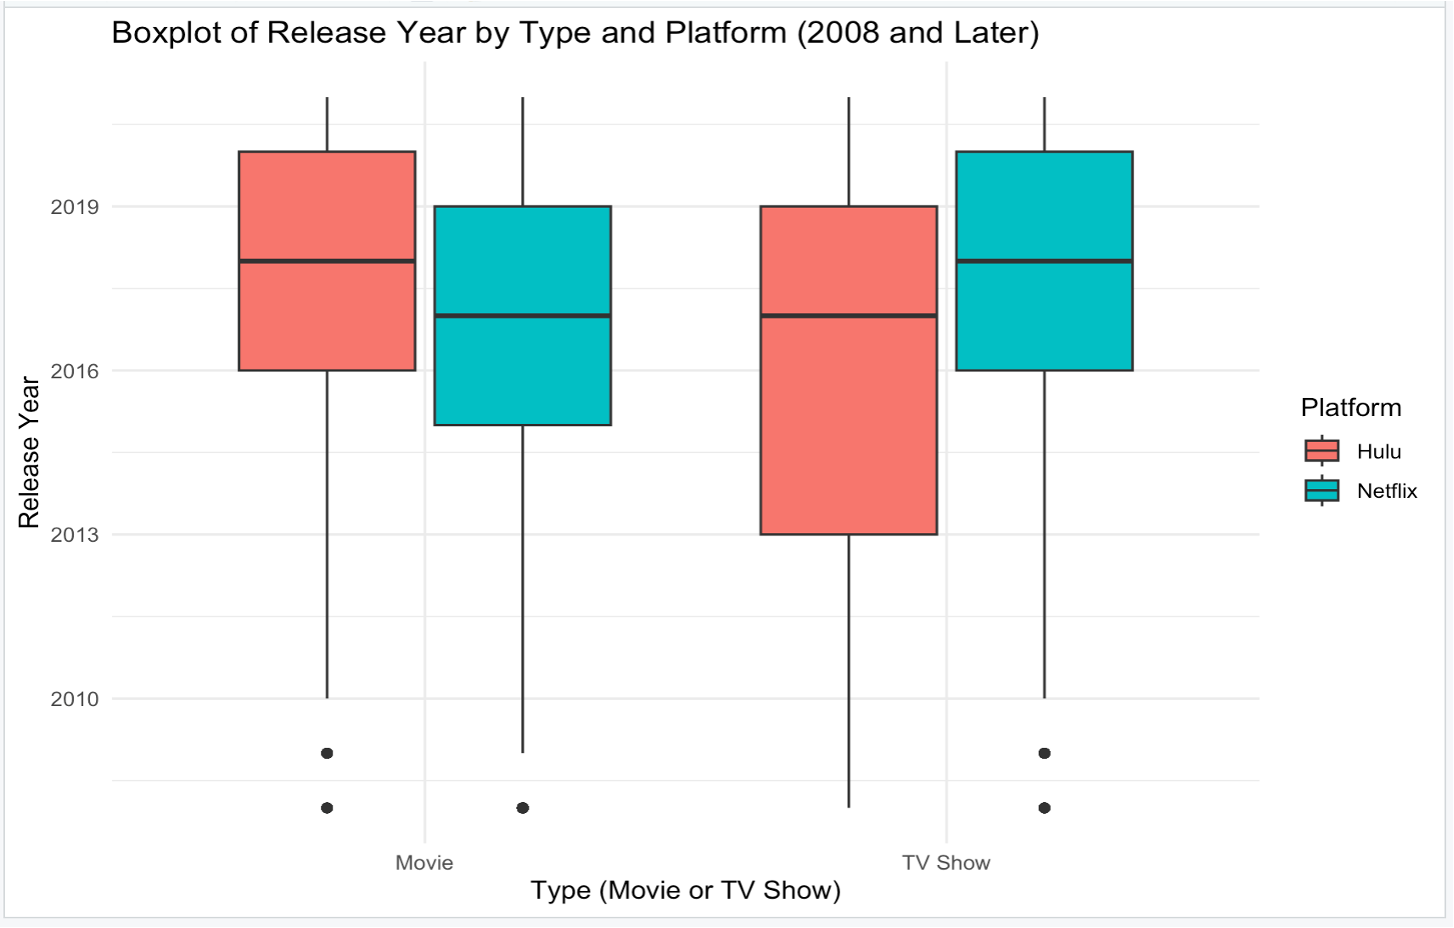 Boxplot of Release Year by Type and Platform (2008 and Later)
Release Year
2019
2016
2013
2010
Movie
TV Show
Type (Movie or TV Show)
Platform
Hulu
Netflix